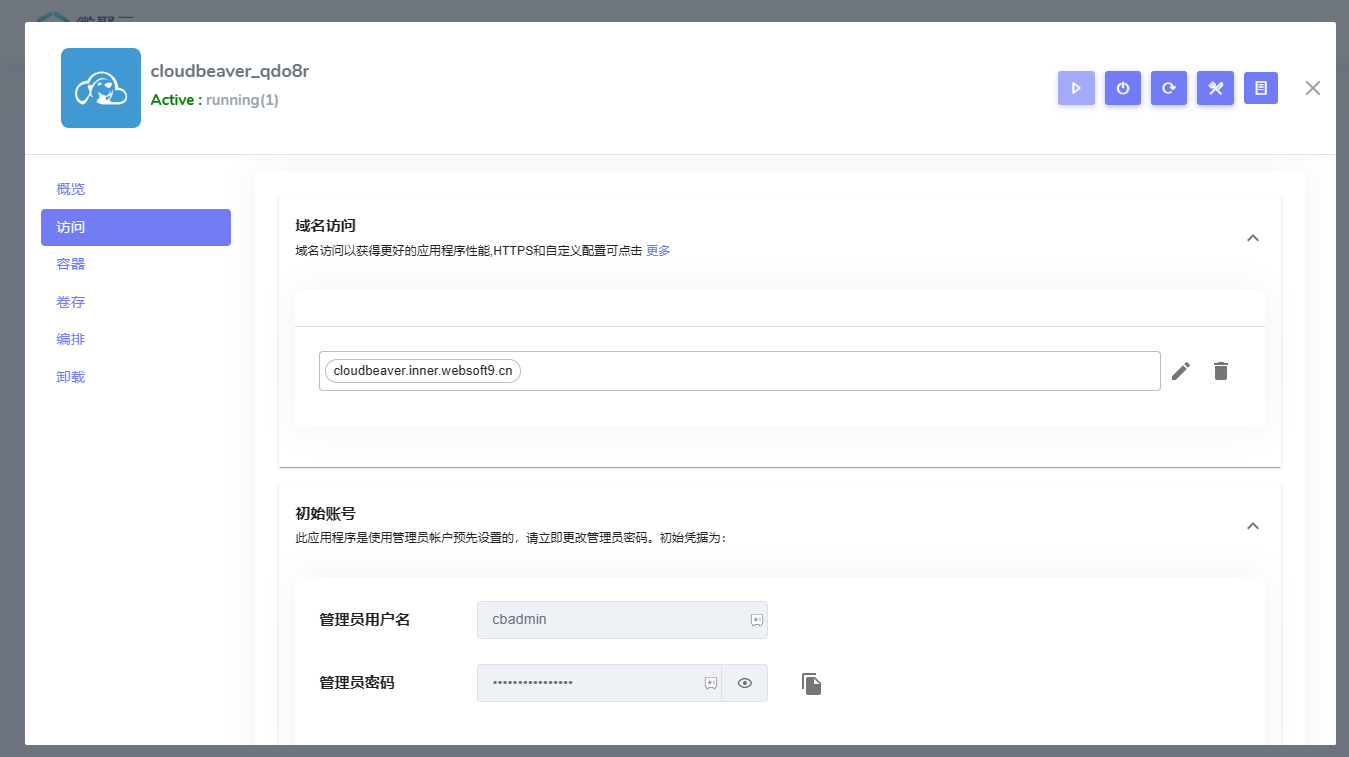 cloudbeaver_qdo8r
Active : running(1)
概览
访问
容器
卷存
编排
卸载
域名访问
域名访问以获得更好的应用程序性能,HTTPS和自定义配置可点击 更多
cloudbeaver.inner.websoft9.cn
初始账号
此应用程序是使用管理员帐户预先设置的，请立即更改管理员密码。初始凭据为：
管理员用户名
cbadmin
管理员密码
••••••••••••••••